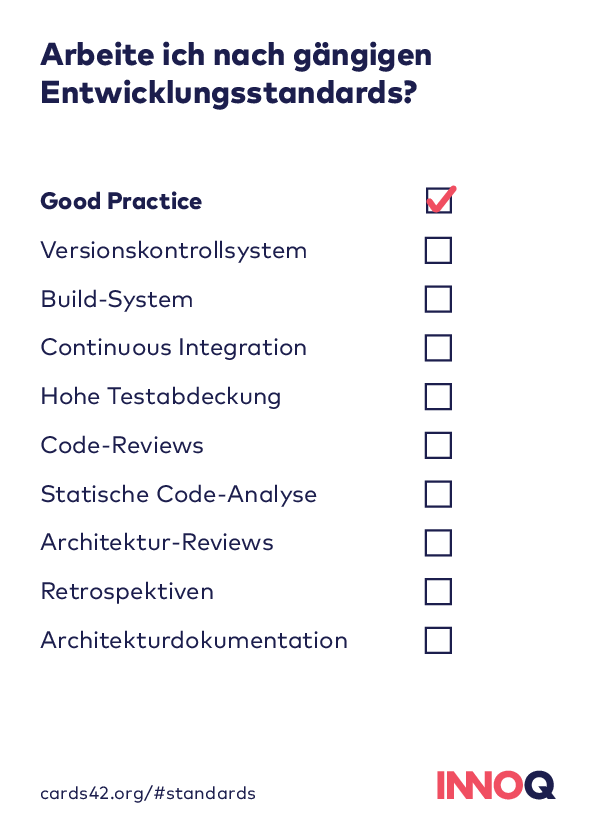 Arbeite ich nach gängigen
Entwicklungsstandards?
Good Practice
Versionskontrollsystem
Build-System
Continuous Integration
Hohe Testabdeckung
Code-Reviews
Statische Code-Analyse
Architektur-Reviews
Retrospektiven
Architekturdokumentation
cards42.org/#standards
INNOQ